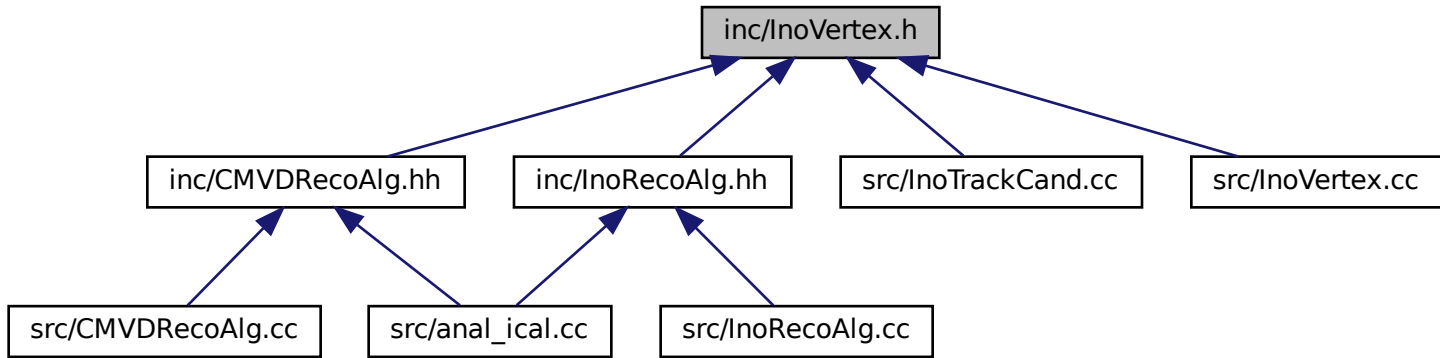 inc/InoVertex.h
inc/CMVDRecoAlg.hh
inc/InoRecoAlg.hh
src/InoTrackCand.cc
src/InoVertex.cc
src/CMVDRecoAlg.cc
src/anal_ical.cc
src/InoRecoAlg.cc